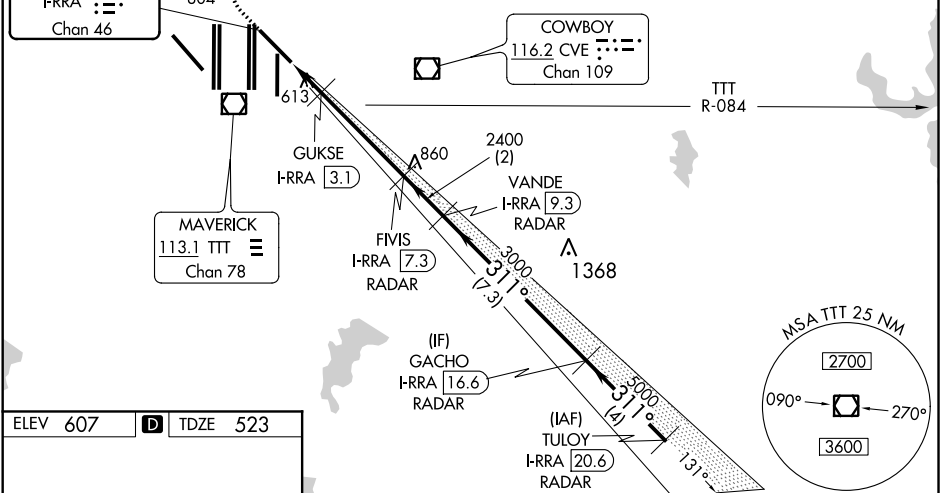 I-RRA
Chan 46
COWBOY
116.2 CVE
Chan 109
TTT
R-084
613
GUKSE
I-RRA 3.1
860
2400
(2)
VANDE
I-RRA 9.3
RADAR
MAVERICK
113.1 TTT
Chan 78
FIVIS
I-RRA 7.3
RADAR
3000
311°
(7.3)
1368
(IF)
GACHO
I-RRA 16.6
RADAR
MSA TTT 25 NM
2700
090°
270°
3600
5000
311°
(4)
(IAF)
TULOY
I-RRA 20.6
RADAR
131°
ELEV 607 D TDZE 523